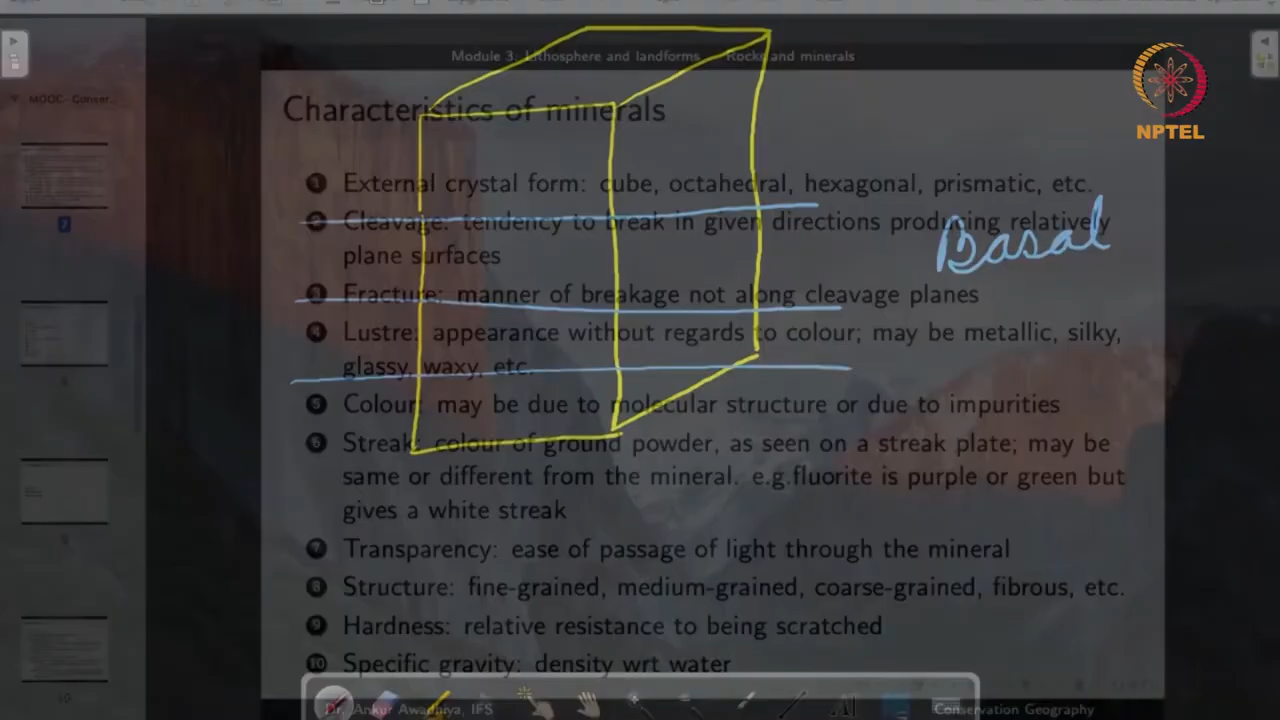 Module 3: Lithosphere and landforms Rocks and minerals
NPTEL
MOOC-Conser...
Characteristics of minerals
1 External crystal form: cube, octahedral, hexagonal, prismatic, etc.
2 Cleavage: tendency to break in given directions producing relatively
plane surfaces
Basal
3 Fracture: manner of breakage not along cleavage planes
4 Lustre: appearance without regards to colour; may be metallic, silky,
glassy, waxy, etc.
5 Colour: may be due to molecular structure or due to impurities
6 Streak: colour of ground powder, as seen on a streak plate; may be
same or different from the mineral. e.g.fluorite is purple or green but
gives a white streak
7 Transparency: ease of passage of light through the mineral
8 Structure: fine-grained, medium-grained, coarse-grained, fibrous, etc.
9 Hardness: relative resistance to being scratched
10 Specific gravity: density wrt water
Dr. Ankur Awadhiya, IFS Conservation Geography